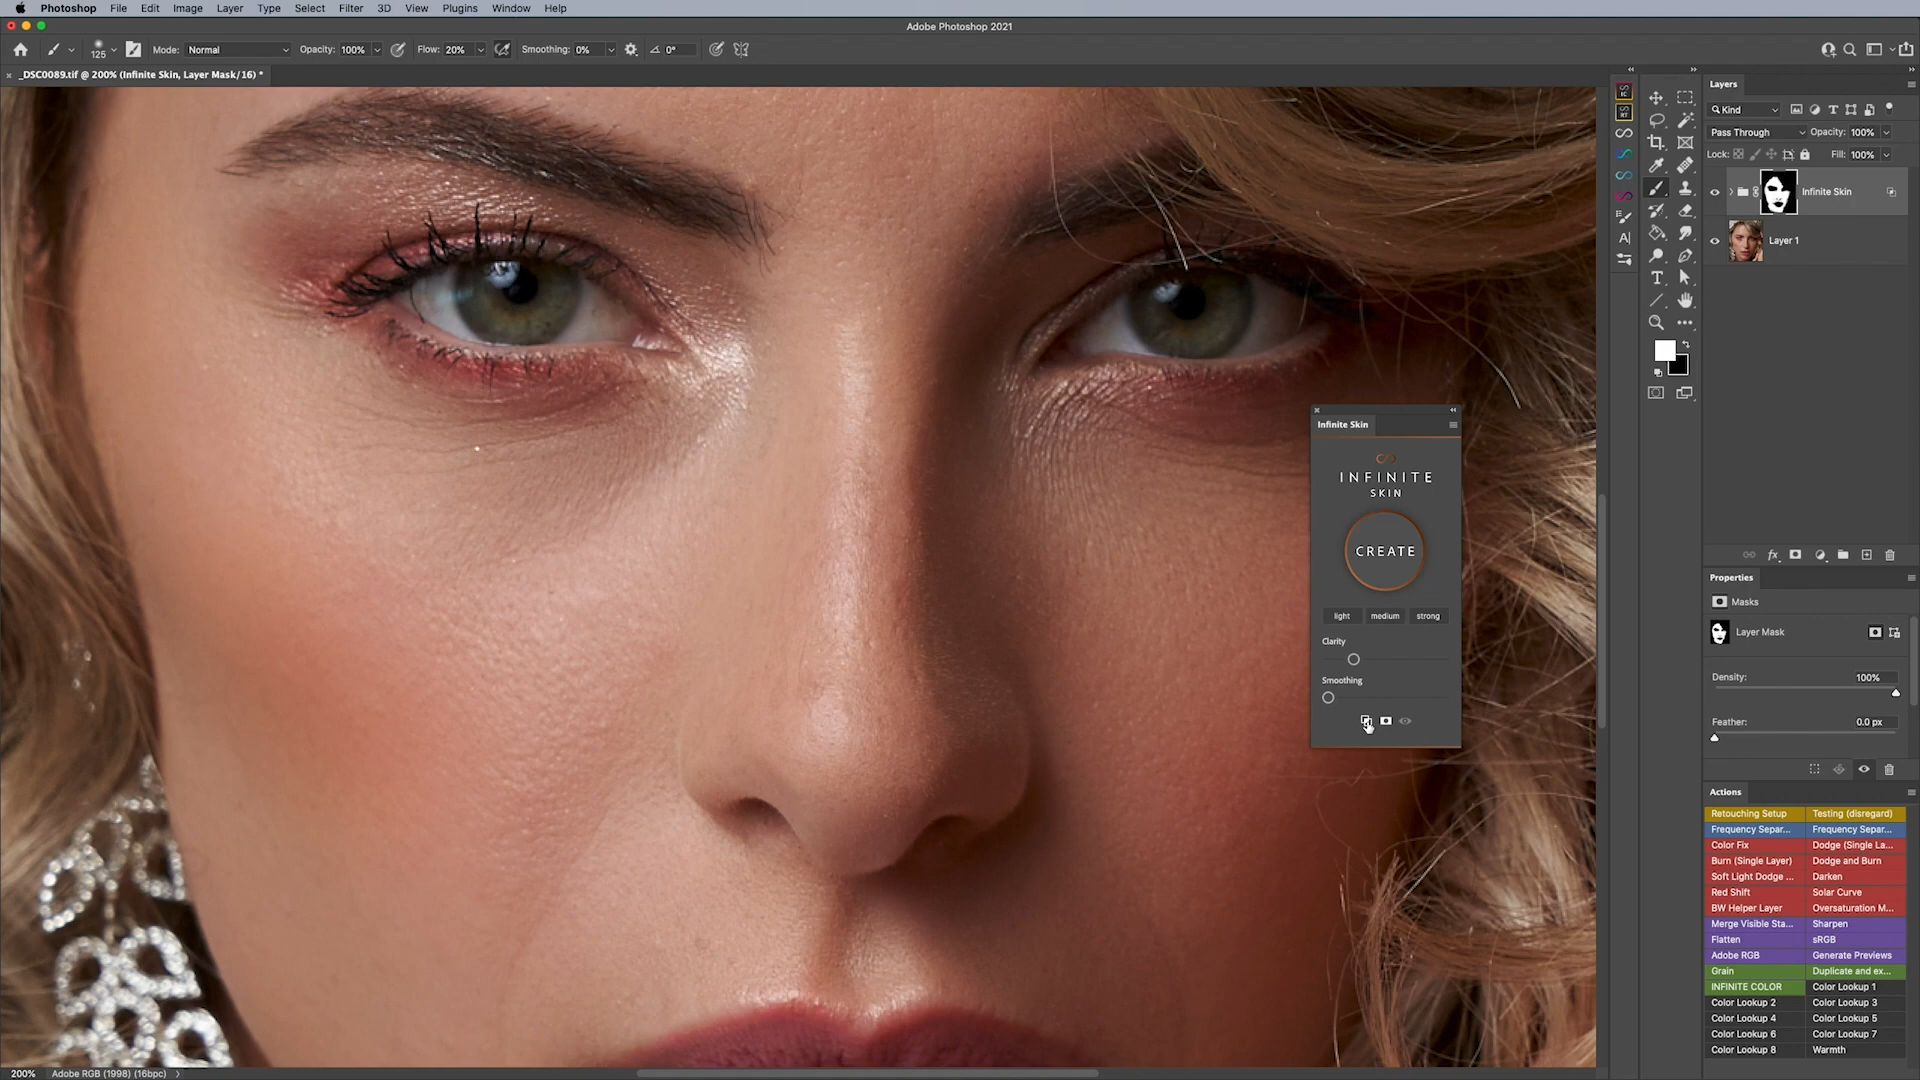 Photoshop File Edit Image Layer Type Select Filter 3D View Plugins Window Help
Adobe Photoshop 2021
125 Mode: Normal Opacity: 100% Flow: 20% Smoothing: 0% 0°
_DSC0089.tif @ 200% (Infinite Skin, Layer Mask/16) *
Layers
Kind
Pass Through Opacity: 100%
Lock: Fill: 100%
Infinite Skin
Layer 1
Infinite Skin
INFINITE
SKIN
CREATE
light medium strong
Clarity
Smoothing
Properties
Masks
Layer Mask
Density: 100%
Feather: 0.0 px
Actions
Retouching Setup Testing (disregard)
Frequency Separ... Frequency Separ...
Color Fix Dodge (Single La...
Burn (Single Layer) Dodge and Burn
Soft Light Dodge ... Darken
Red Shift Solar Curve
BW Helper Layer Oversaturation M...
Merge Visible Sta... Sharpen
Flatten sRGB
Adobe RGB Generate Previews
Grain Duplicate and ex...
INFINITE COLOR Color Lookup 1
Color Lookup 2 Color Lookup 3
Color Lookup 4 Color Lookup 5
Color Lookup 6 Color Lookup 7
Color Lookup 8 Warmth
200% Adobe RGB (1998) (16bpc)